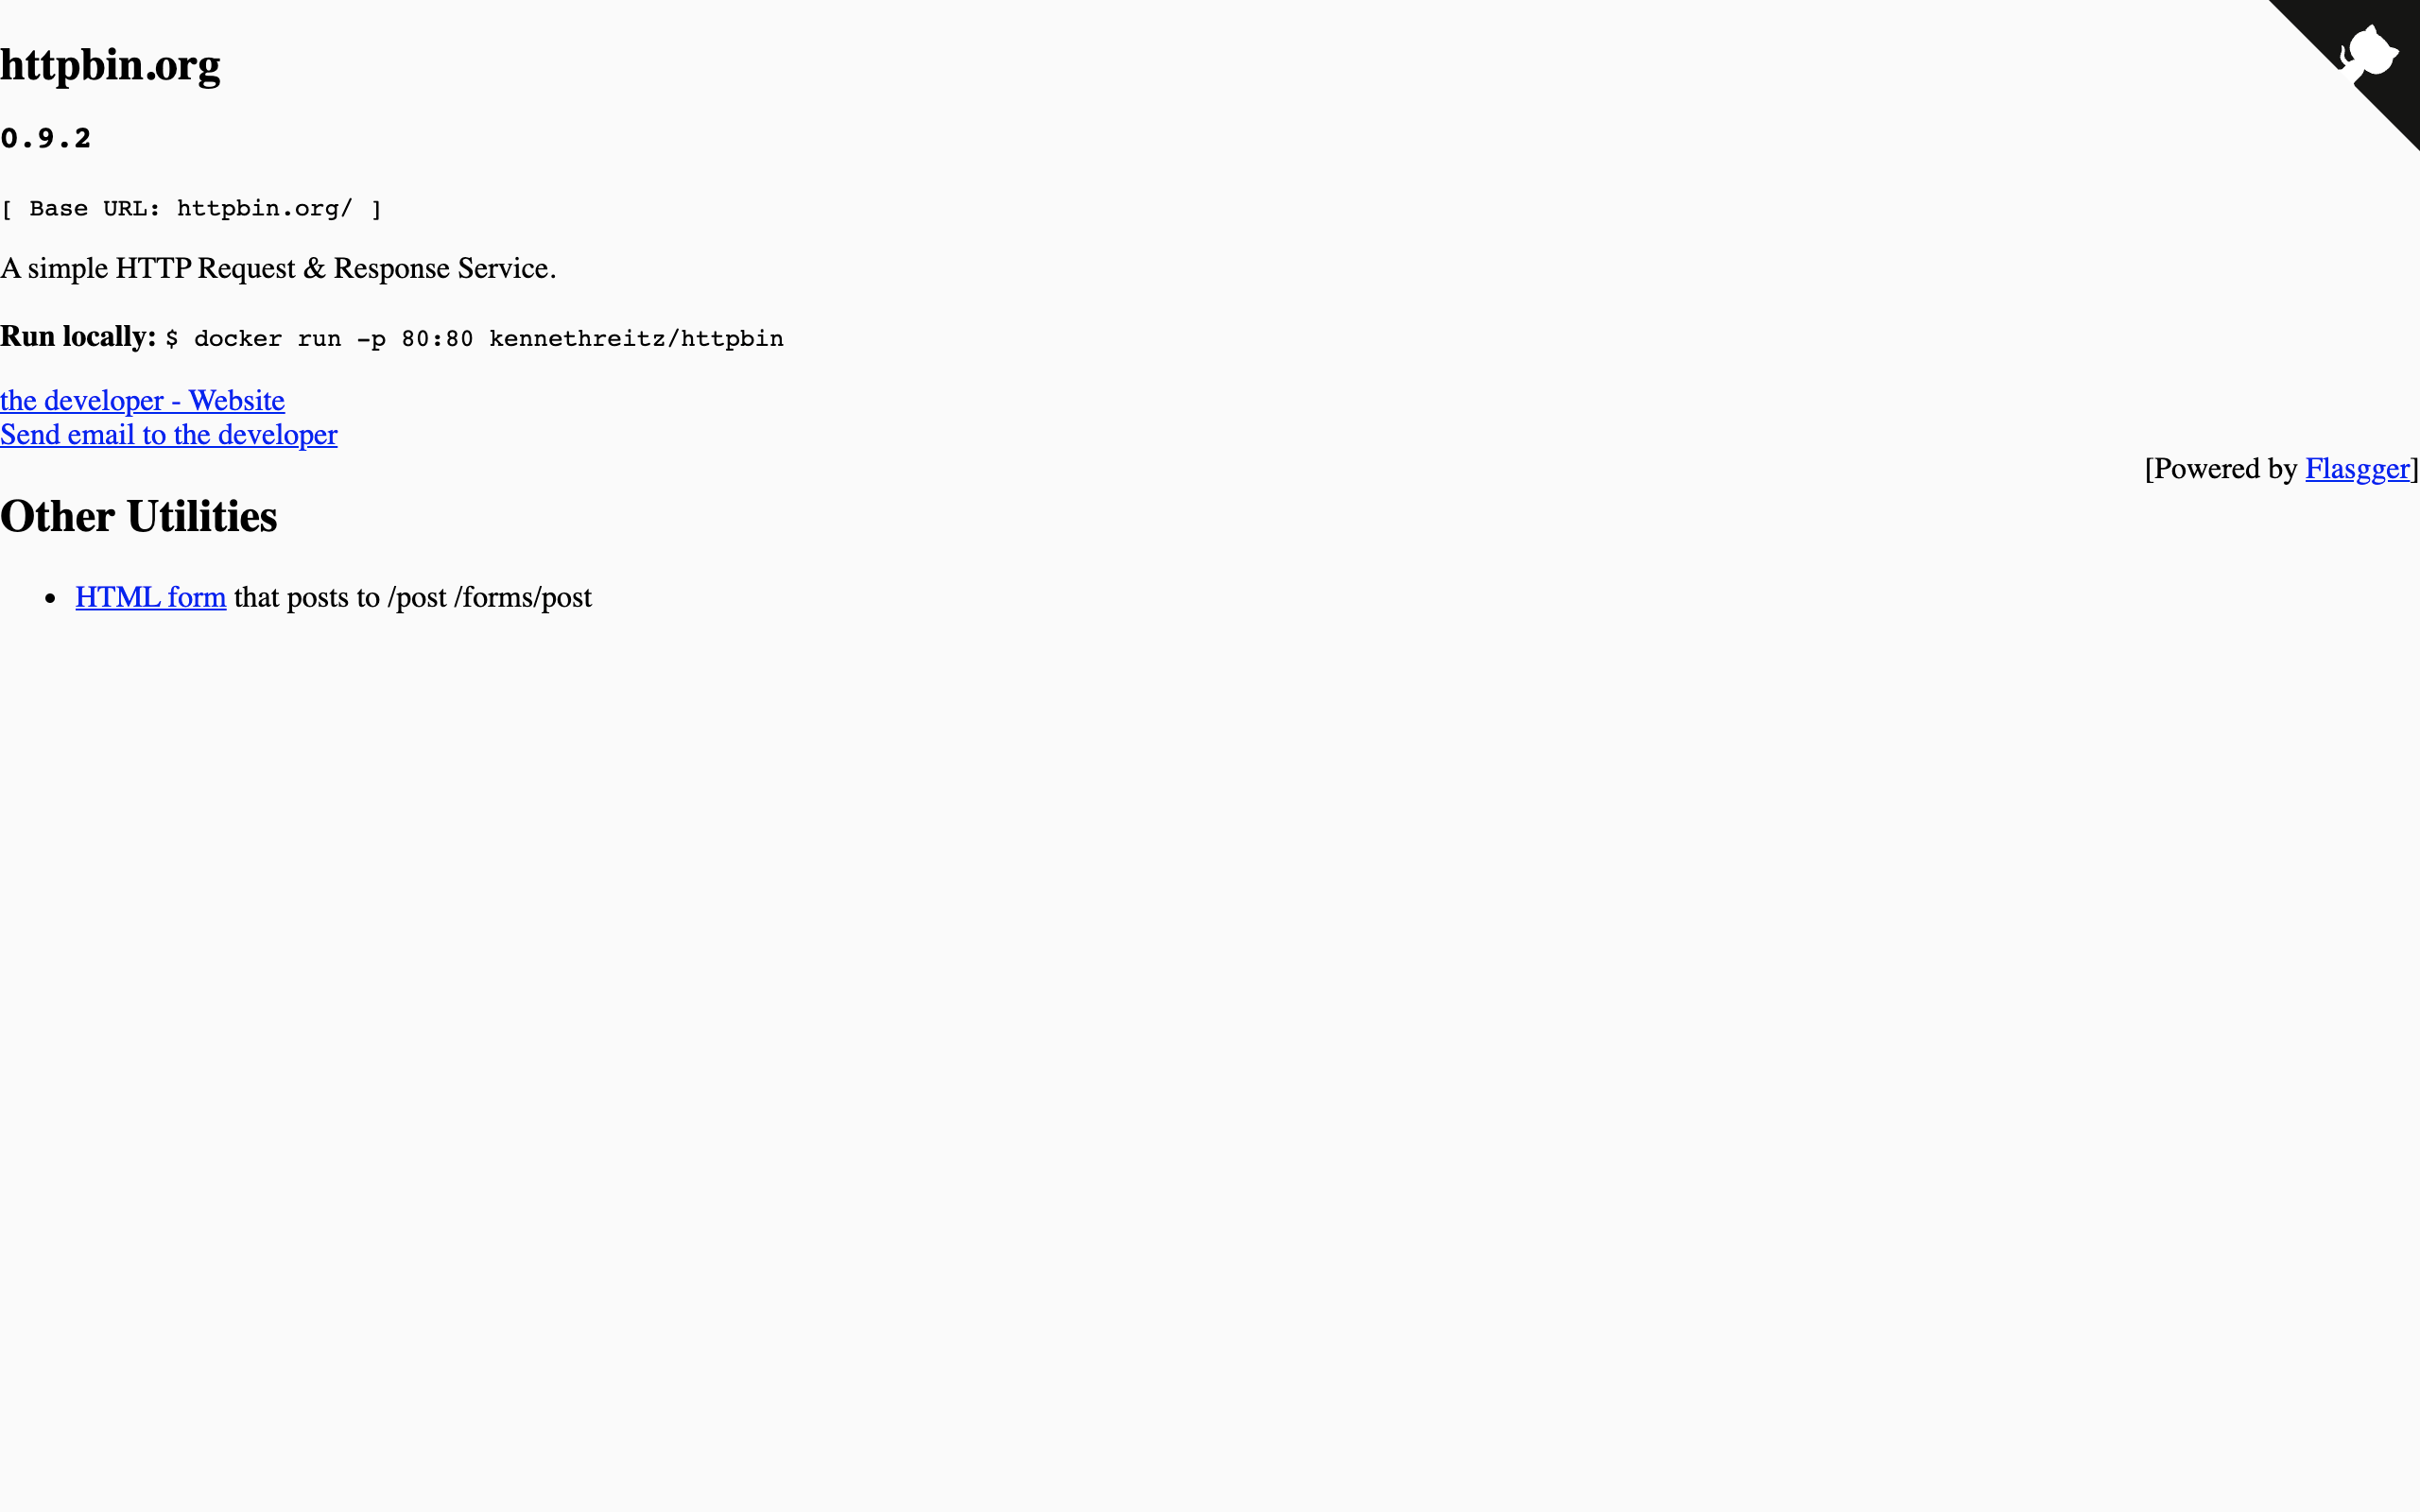 httpbin.org
0.9.2
[ Base URL: httpbin.org/ ]
A simple HTTP Request & Response Service.
Run locally: $ docker run -p 80:80 kennethreitz/httpbin
the developer - Website
Send email to the developer
[Powered by Flasgger]
Other Utilities
• HTML form that posts to /post /forms/post